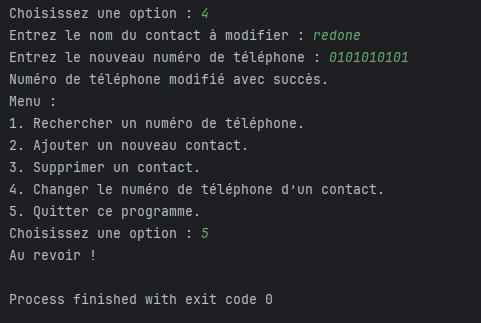 Choisissez une option : 4
Entrez le nom du contact à modifier : redone
Entrez le nouveau numéro de téléphone : 0101010101
Numéro de téléphone modifié avec succès.
Menu :
1. Rechercher un numéro de téléphone.
2. Ajouter un nouveau contact.
3. Supprimer un contact.
4. Changer le numéro de téléphone d'un contact.
5. Quitter ce programme.
Choisissez une option : 5
Au revoir !
Process finished with exit code 0